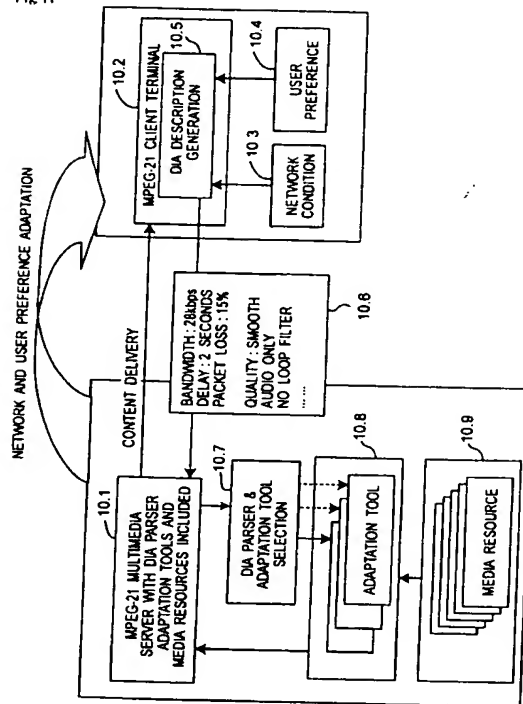 NETWORK AND USER PREFERENCE ADAPTATION
10.1
MPEG-21 MULTIMEDIA
SERVER WITH DIA PARSER
ADAPTATION TOOLS AND
MEDIA RESOURCES INCLUDED
CONTENT DELIVERY
10.2
MPEG-21 CLIENT TERMINAL
10.5
DIA DESCRIPTION
GENERATION
10.4
USER
PREFERENCE
10.3
NETWORK
CONDITION
BANDWIDTH : 28kbps
DELAY : 2 SECONDS
PACKET LOSS : 15%
QUALITY : SMOOTH
AUDIO ONLY
NO LOOP FILTER
......
10.6
10.7
DIA PARSER &
ADAPTATION TOOL
SELECTION
10.8
ADAPTATION TOOL
10.9
MEDIA RESOURCE